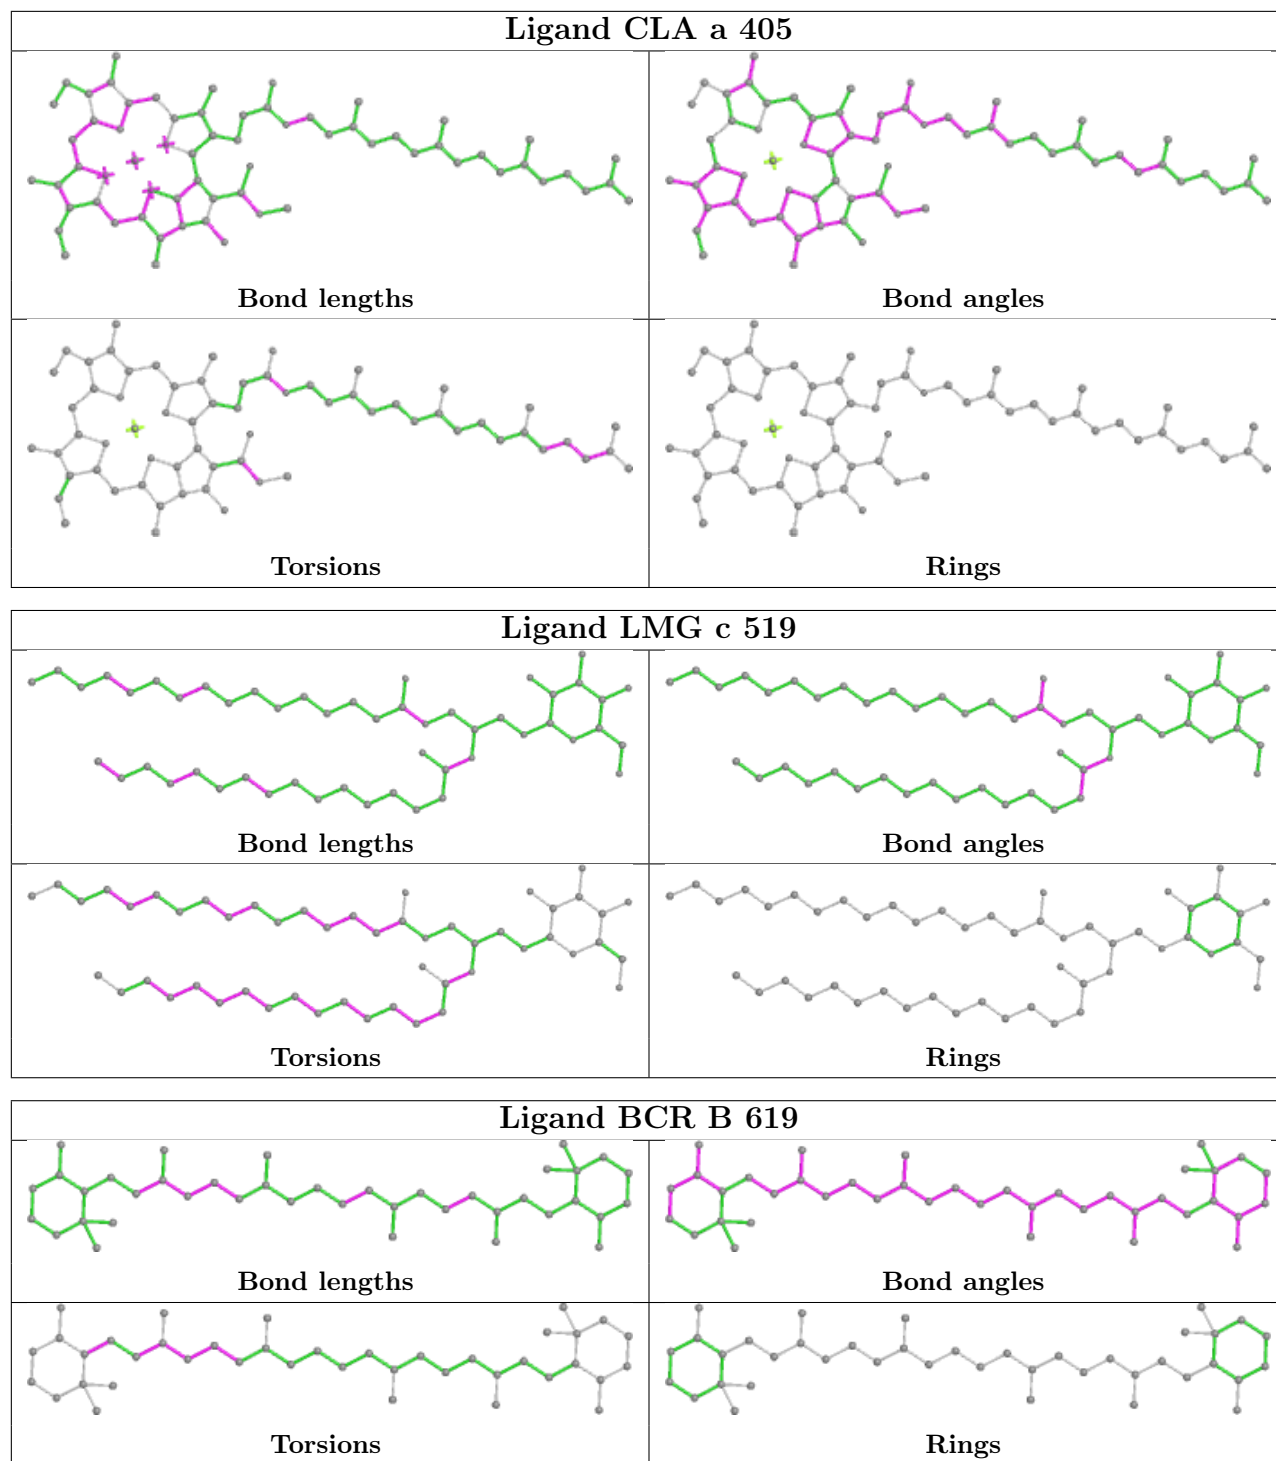 Ligand CLA a 405
Bond lengths
Bond angles
Torsions
Rings
Ligand LMG c 519
Bond lengths
Bond angles
Torsions
Rings
Ligand BCR B 619
Bond lengths
Bond angles
Torsions
Rings